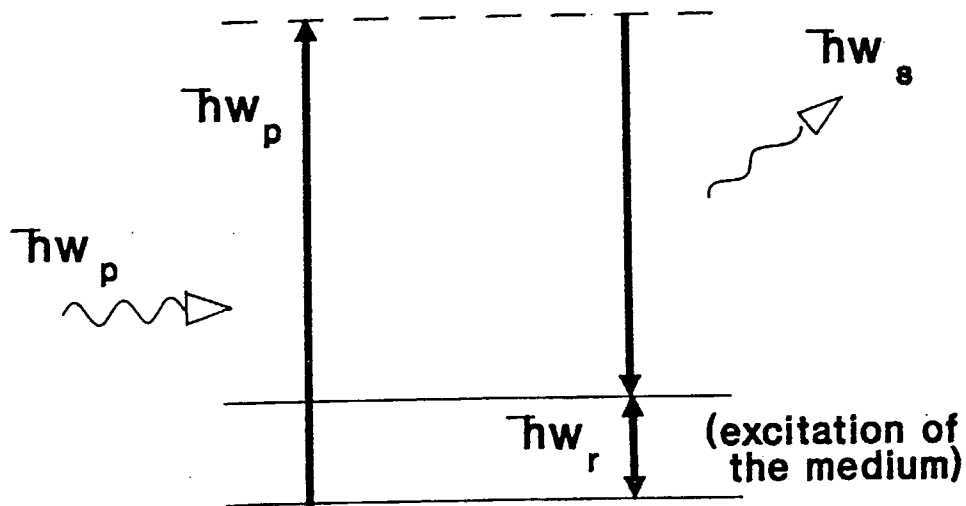 ħw_s
ħw_p
ħw_p
ħw_r
(excitation of
the medium)